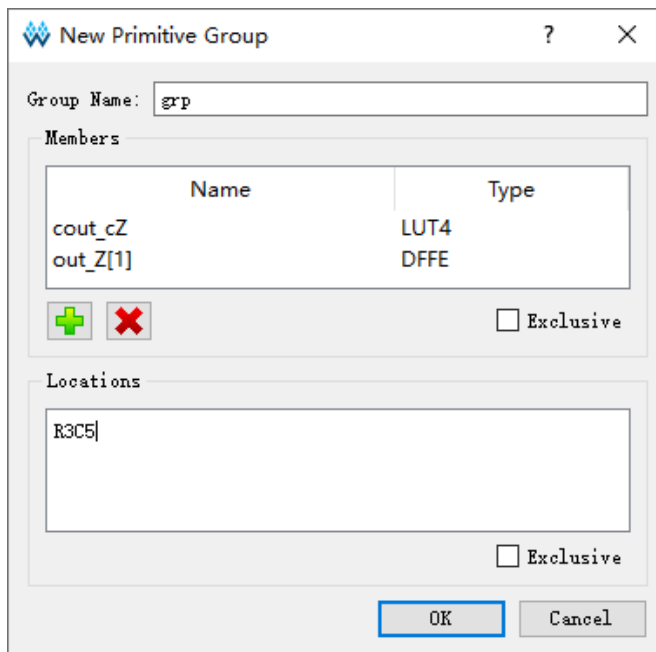 New Primitive Group ?
Group Name: grp
Members
Name Type
cout_cZ LUT4
out_Z[1] DFFE
Exclusive
Locations
R3C5
Exclusive
OK Cancel